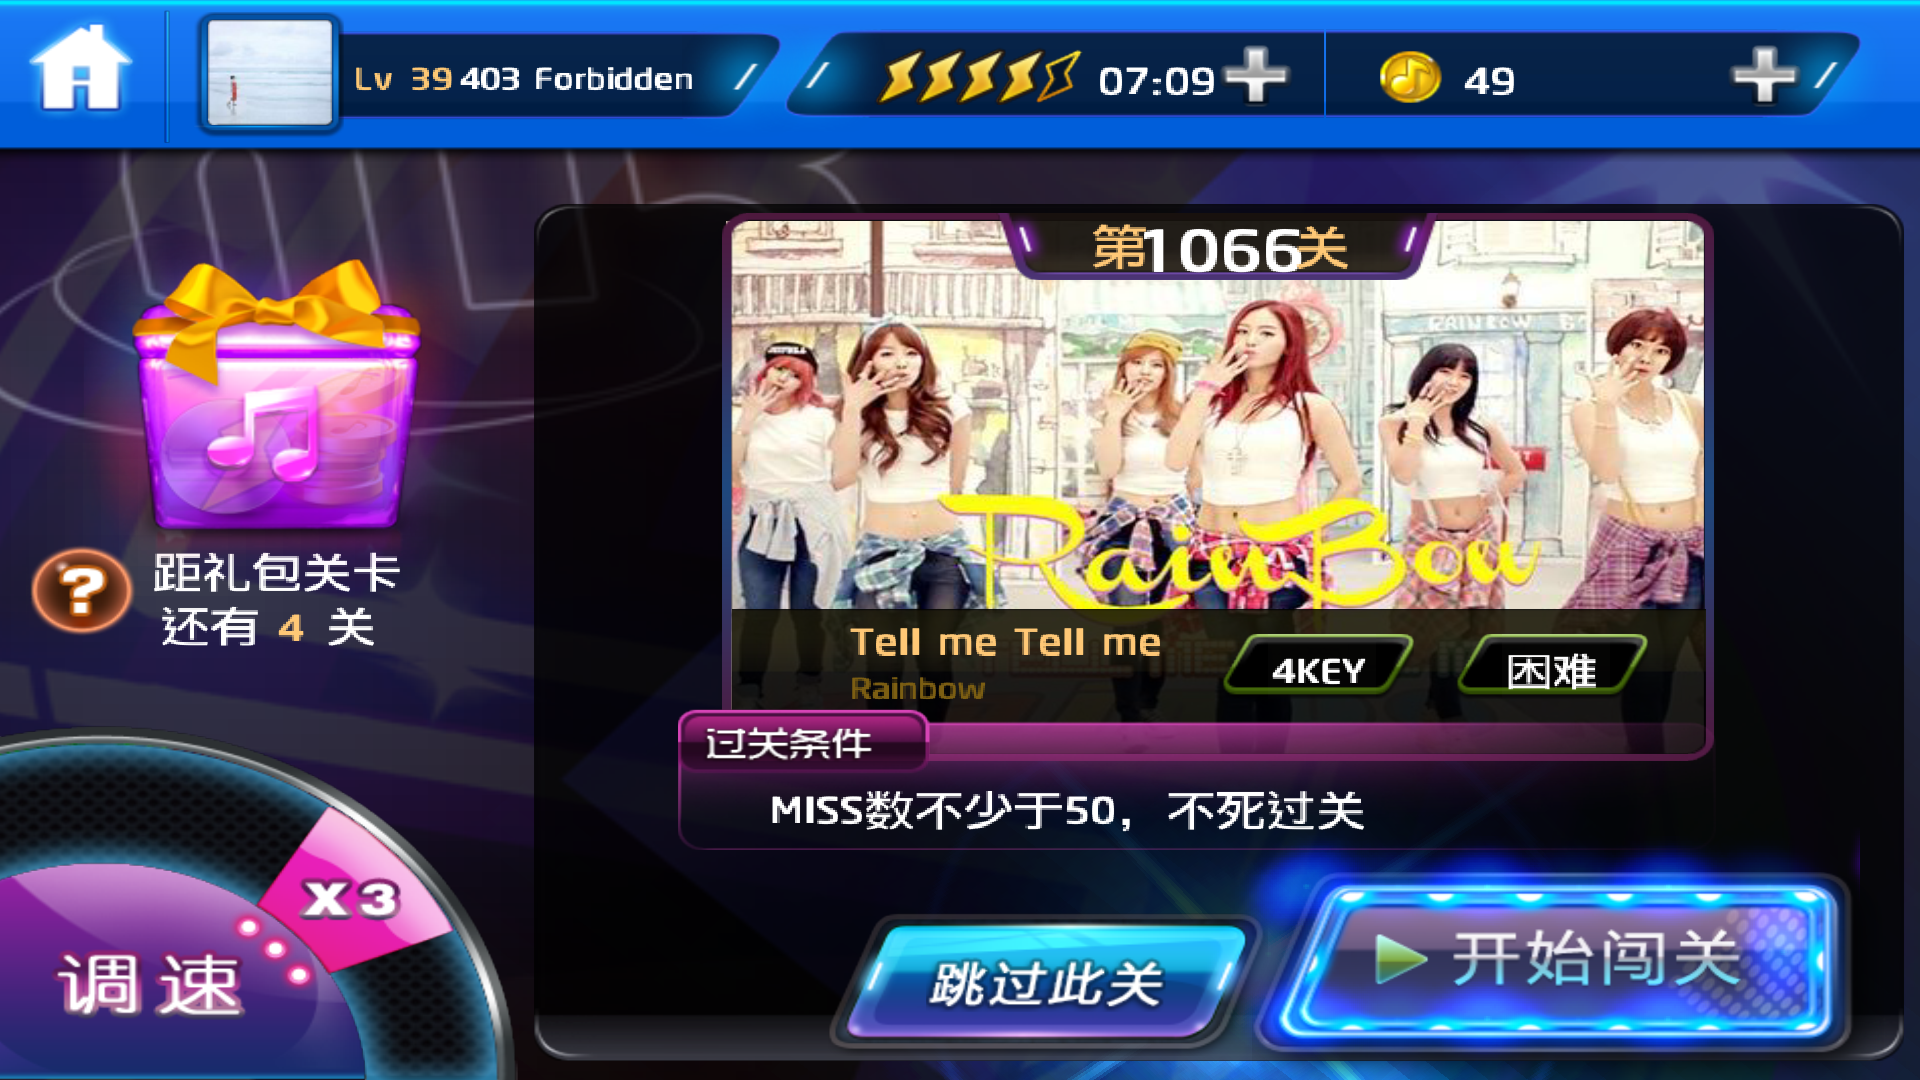 Lv 39 403 Forbidden
07:09
49
第1066关
RAINBOW
RainBow
距礼包关卡
还有 4 关
Tell me Tell me
Rainbow
4KEY
困难
过关条件
MISS数不少于50，不死过关
X3
调速
跳过此关
开始闯关